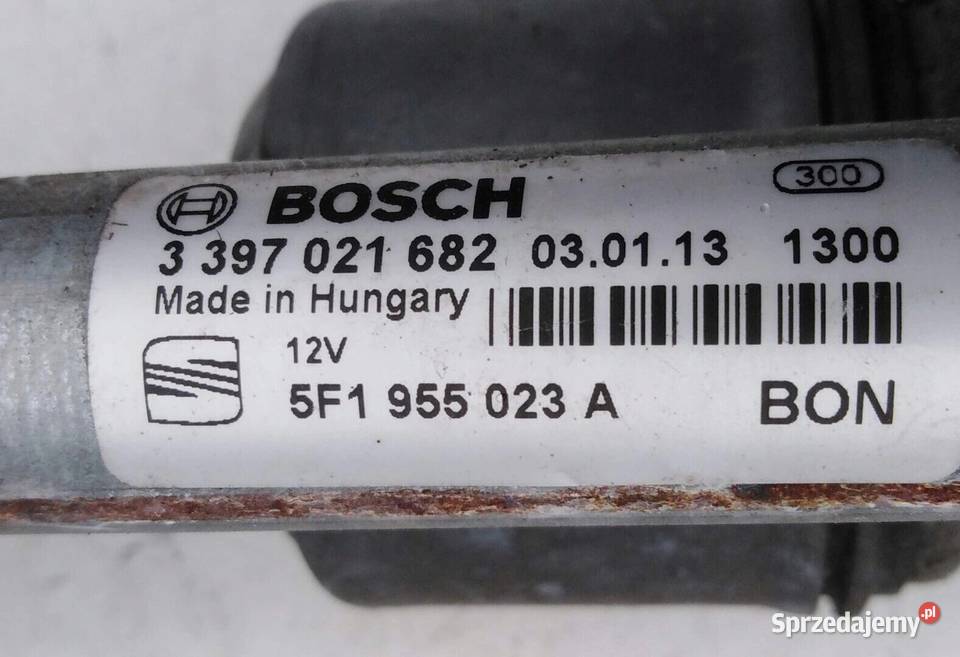 BOSCH 300
3 397 021 682 03.01.13 1300
Made in Hungary
12V
5F1 955 023 A BON
Sprzedajemy.pl